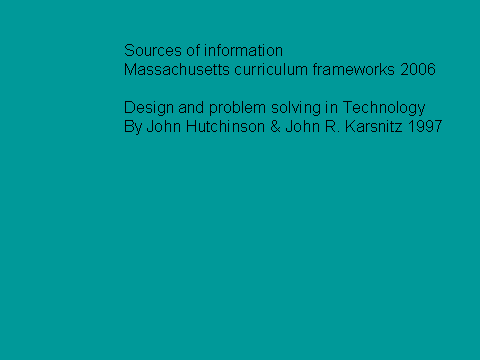 Sources of information
Massachusetts curriculum frameworks 2006
Design and problem solving in Technology
By John Hutchinson & John R. Karsnitz 1997